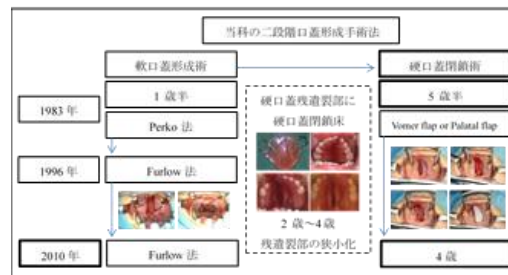 当科の二段階口蓋形成手術法
軟口蓋形成術
硬口蓋閉鎖術
1983 年
1 歳半
Perko 法
硬口蓋残遺裂部に
硬口蓋閉鎖床
5 歳半
Vomer flap or Palatal flap
1996 年
Furlow 法
2 歳～4 歳
残遺裂部の狭小化
2010 年
Furlow 法
4 歳